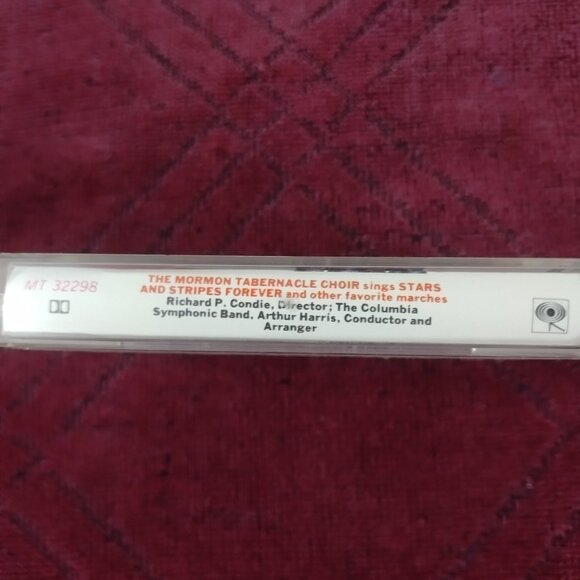 MT 32298
THE MORMON TABERNACLE CHOIR sings STARS
AND STRIPES FOREVER and other favorite marches
Richard P. Condie, Director; The Columbia
Symphonic Band, Arthur Harris, Conductor and
Arranger